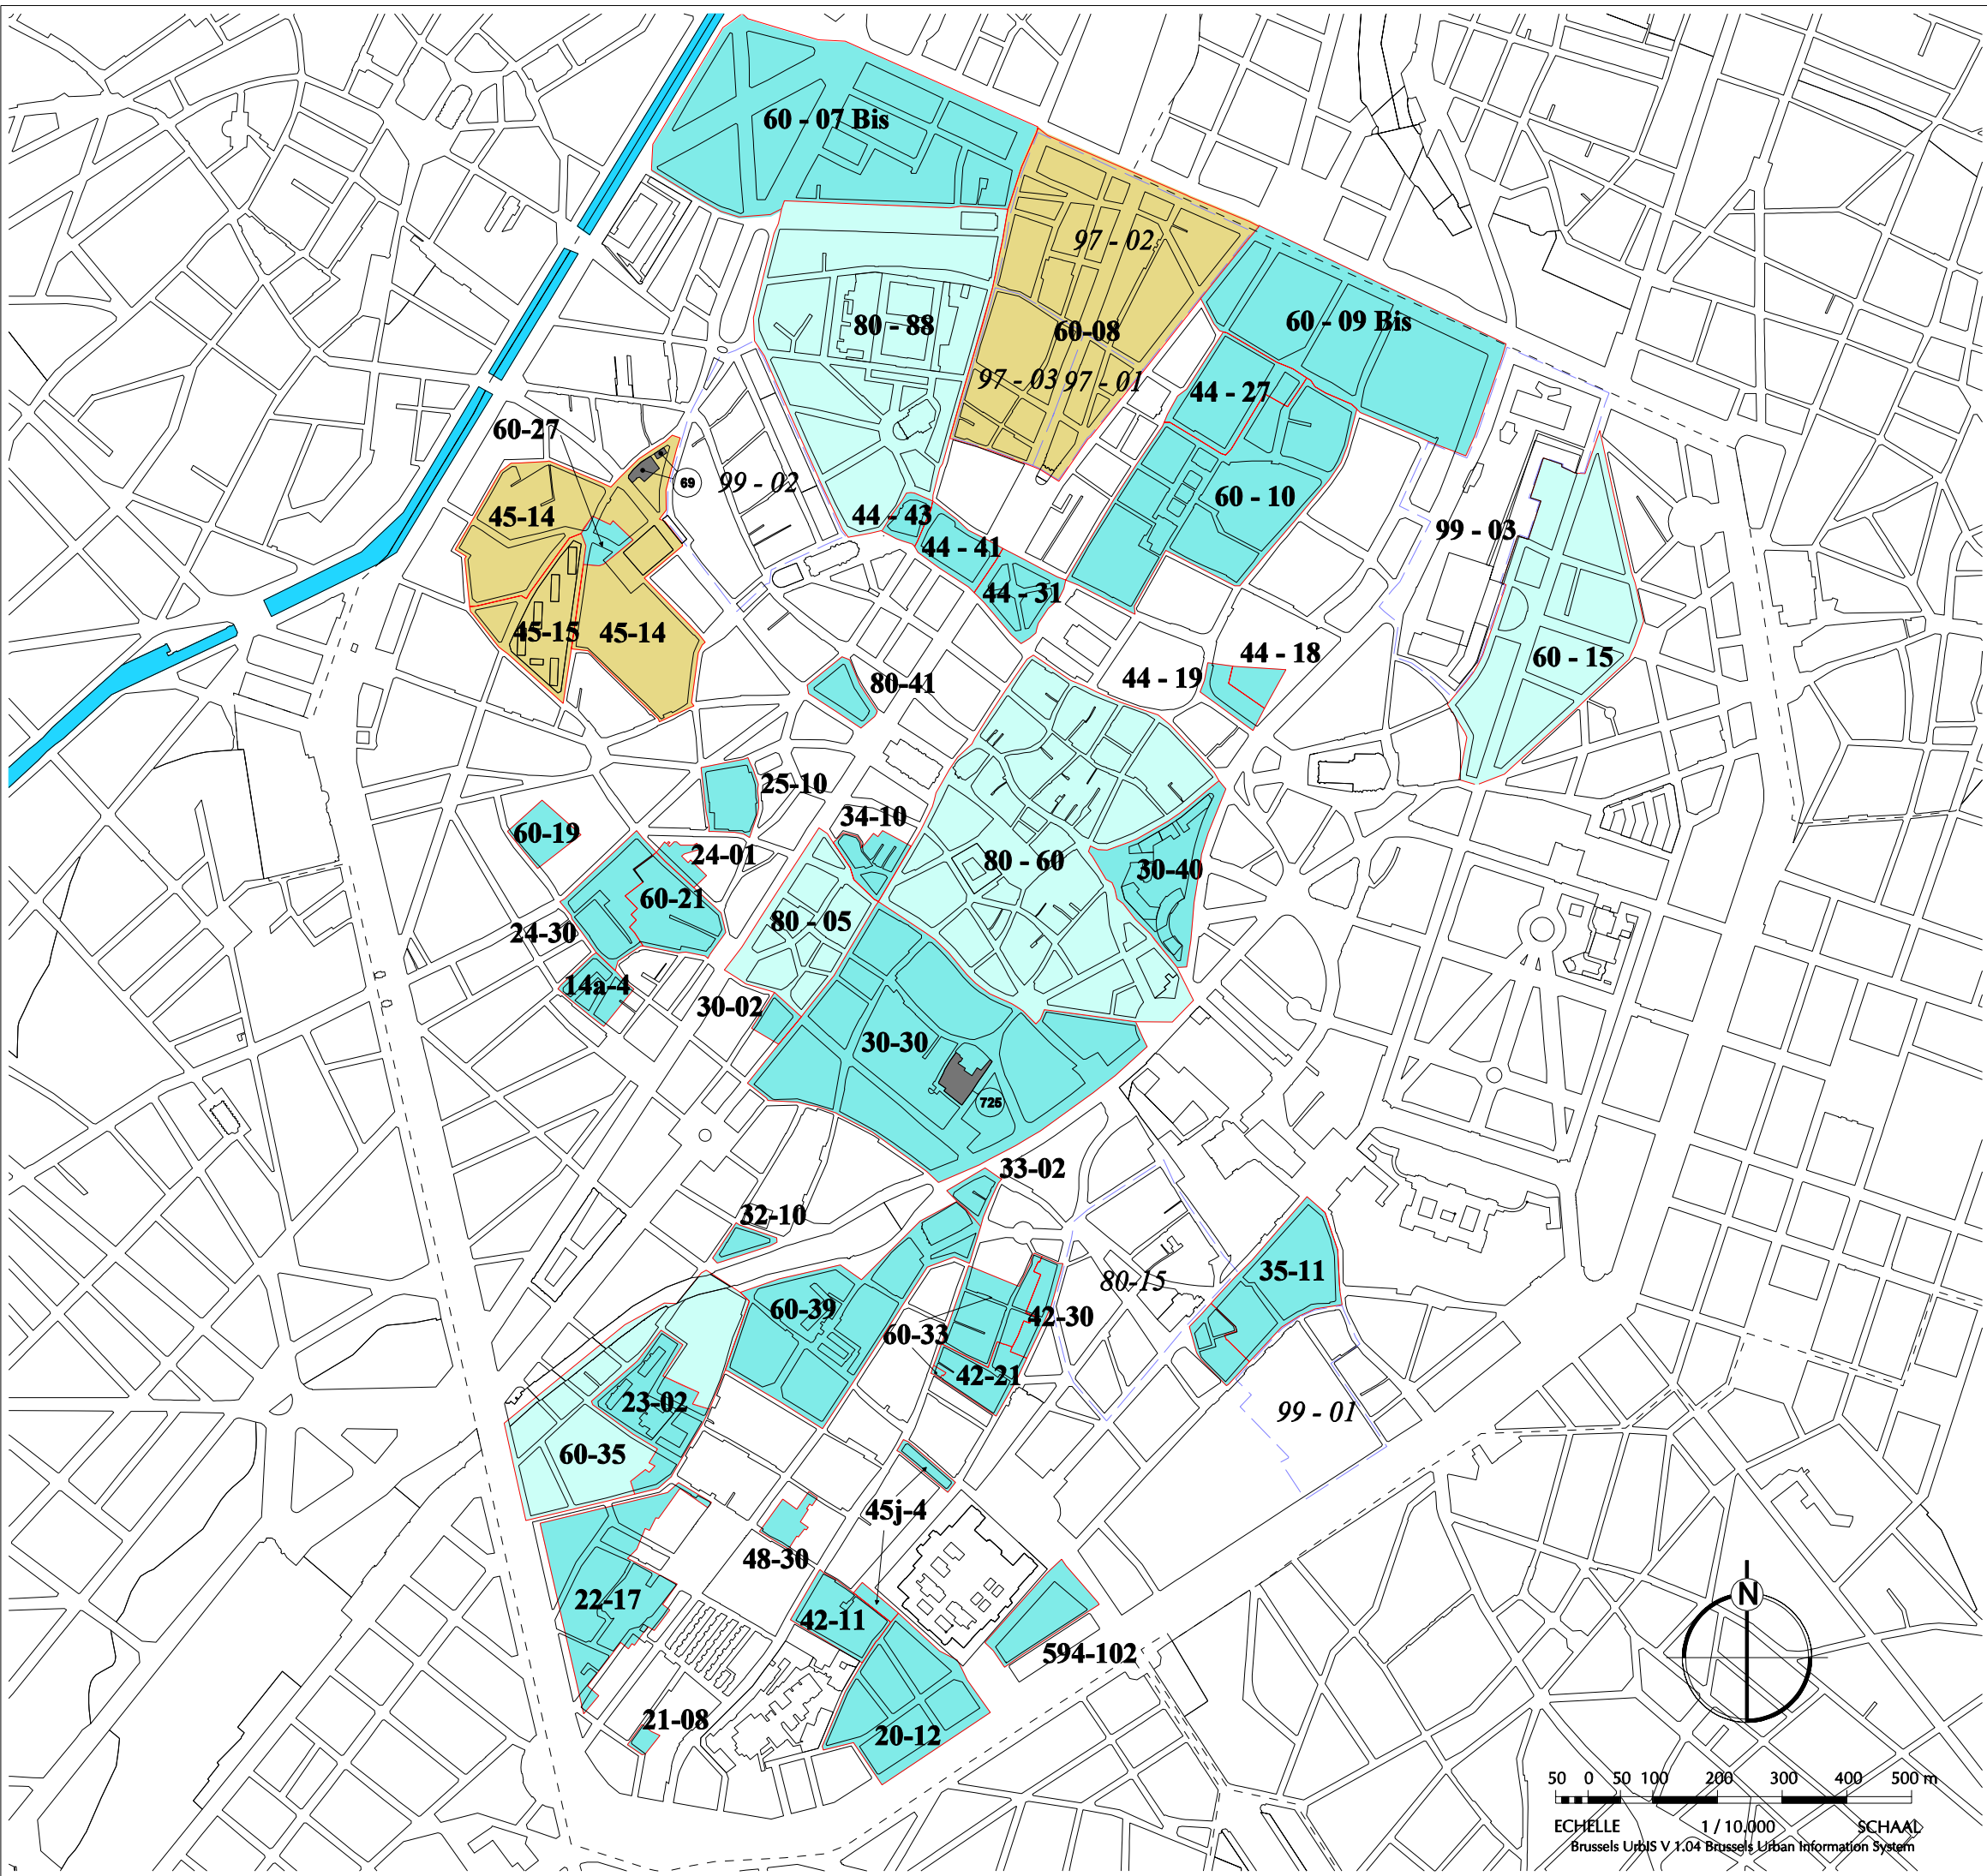 60 - 07 Bis
97 - 02
80 - 88
60-08
60 - 09 Bis
97 - 03
97 - 01
44 - 27
60-27
69
99 - 02
60 - 10
45-14
44 - 43
99 - 03
44 - 41
44 - 31
45-15
45-14
44 - 18
60 - 15
44 - 19
80-41
25-10
34-10
60-19
24-01
80 - 60
30-40
60-21
80 - 05
24-30
14a-4
30-02
30-30
725
33-02
32-10
35-11
80-15
60-39
42-30
60-33
42-21
23-02
99 - 01
60-35
45j-4
48-30
22-17
42-11
594-102
21-08
20-12
N
50 0 50 100 200 300 400 500 m
ECHELLE 1 / 10.000 SCHAAL
Brussels UrbIS V 1.04 Brussels Urban Information System